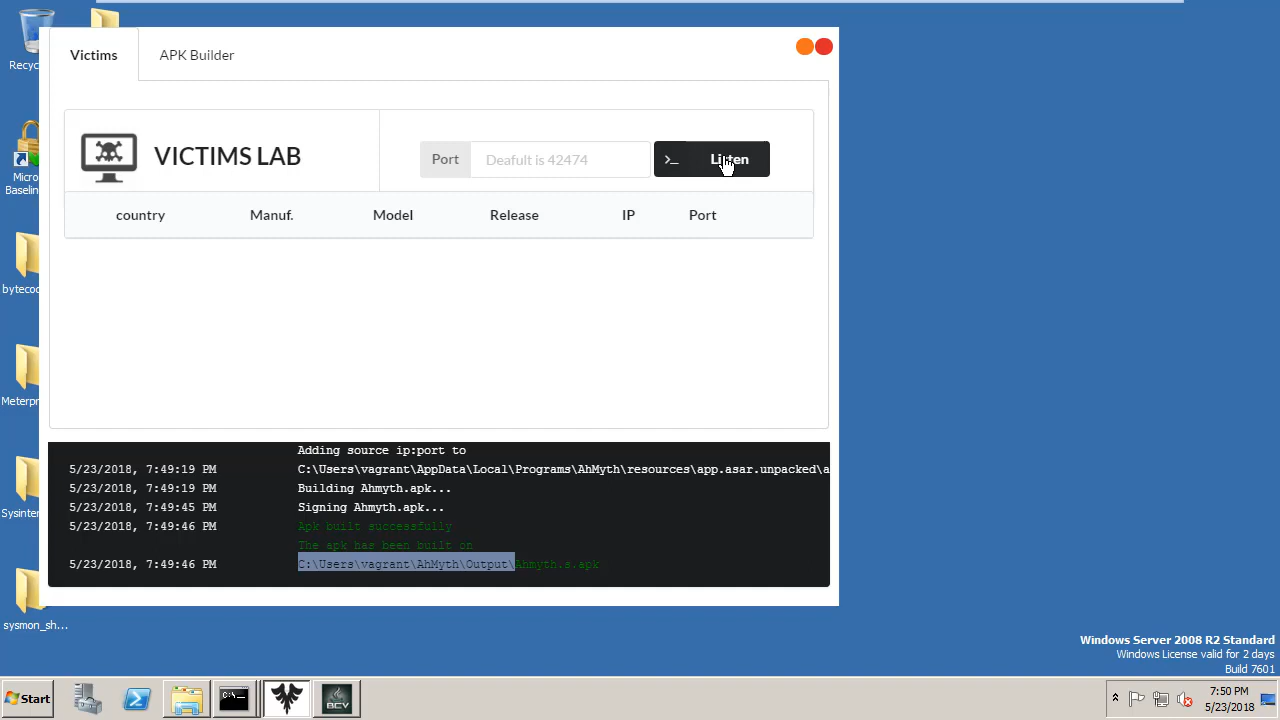 Recyc
Micro
Baselin
bytecod
Meterp
Sysinter
sysmon_sh...
Victims
APK Builder
VICTIMS LAB
Port
Deafult is 42474
>_
Listen
country
Manuf.
Model
Release
IP
Port
Adding source ip:port to
5/23/2018, 7:49:19 PM C:\Users\vagrant\AppData\Local\Programs\AhMyth\resources\app.asar.unpacked\a
5/23/2018, 7:49:19 PM Building Ahmyth.apk...
5/23/2018, 7:49:45 PM Signing Ahmyth.apk...
5/23/2018, 7:49:46 PM Apk built successfully
The apk has been built on
5/23/2018, 7:49:46 PM C:\Users\vagrant\AhMyth\Output\Ahmyth.s.apk
Windows Server 2008 R2 Standard
Windows License valid for 2 days
Build 7601
Start
BCV
7:50 PM
5/23/2018